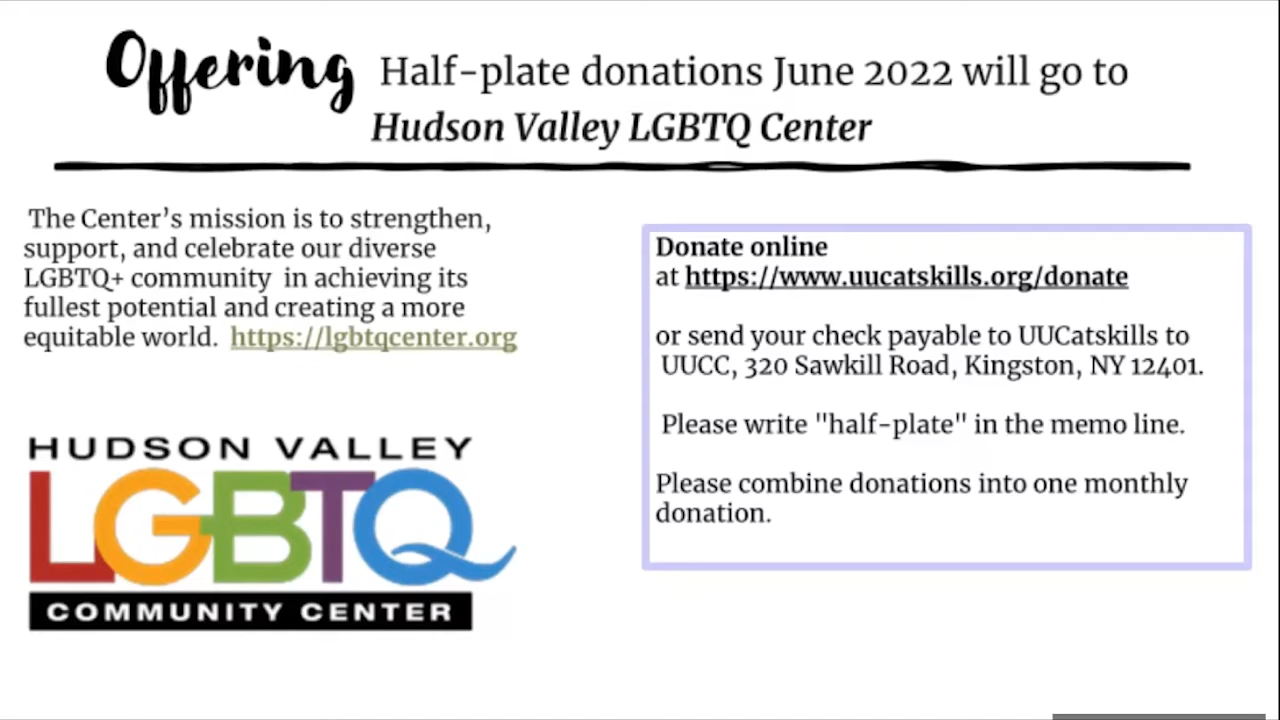 Offering Half-plate donations June 2022 will go to
Hudson Valley LGBTQ Center
The Center's mission is to strengthen,
support, and celebrate our diverse
LGBTQ+ community in achieving its
fullest potential and creating a more
equitable world. https://lgbtqcenter.org
HUDSON VALLEY
LGBTQ
COMMUNITY CENTER
Donate online
at https://www.uucatskills.org/donate
or send your check payable to UUCatskills to
UUCC, 320 Sawkill Road, Kingston, NY 12401.
Please write "half-plate" in the memo line.
Please combine donations into one monthly
donation.